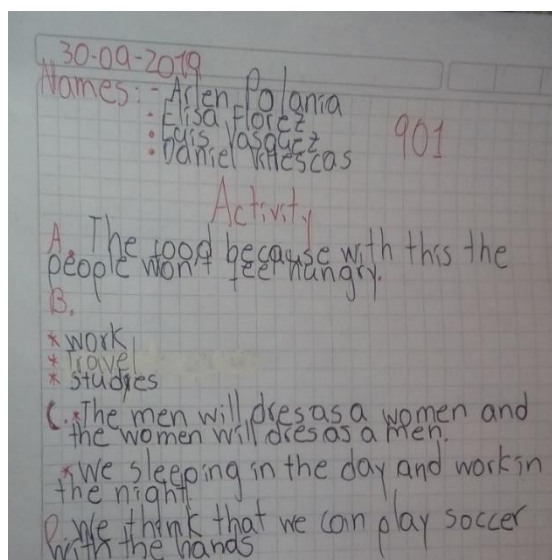 30-09-2019
Names: - Arlen Polania
· Elisa Florez
· Luis Vasquez
· Daniel
901
Activity
A. The food because with this the
people won't feel hungry.
B.
* work
* Travel
* studies
C. * The men will dres as a women and
the women will dres as a men.
* We sleeping in the day and work in
the night
D. We think that we can play soccer
with the hands